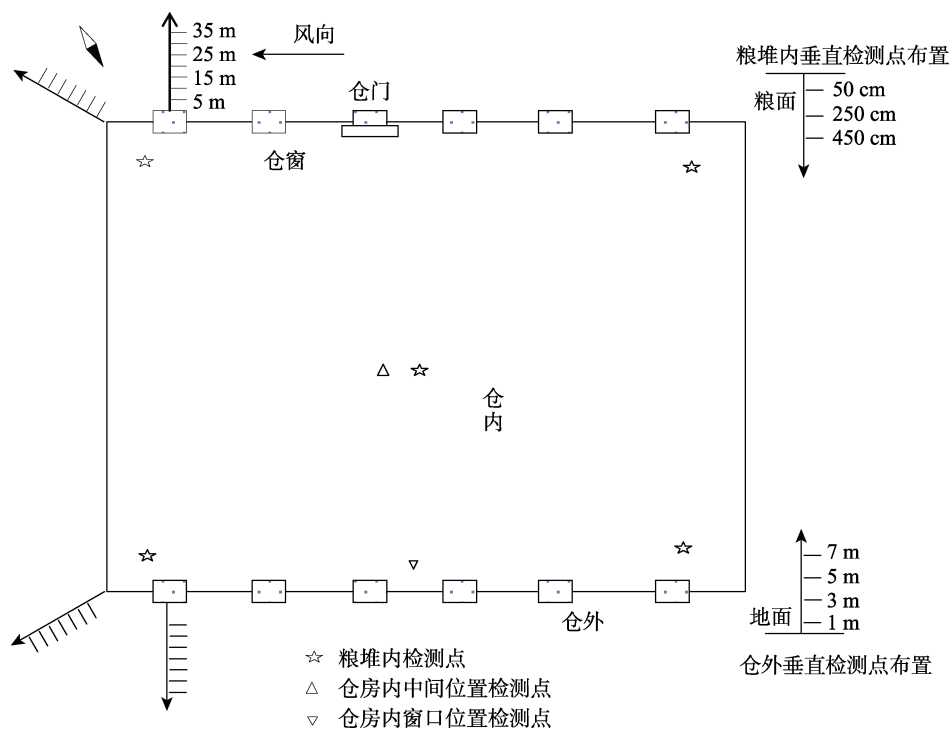 35 m
25 m
15 m
5 m
风向
仓门
仓窗
粮堆内垂直检测点布置
粮面
50 cm
250 cm
450 cm
仓
内
仓外
7 m
5 m
3 m
1 m
地面
仓外垂直检测点布置
粮堆内检测点
仓房内中间位置检测点
仓房内窗口位置检测点